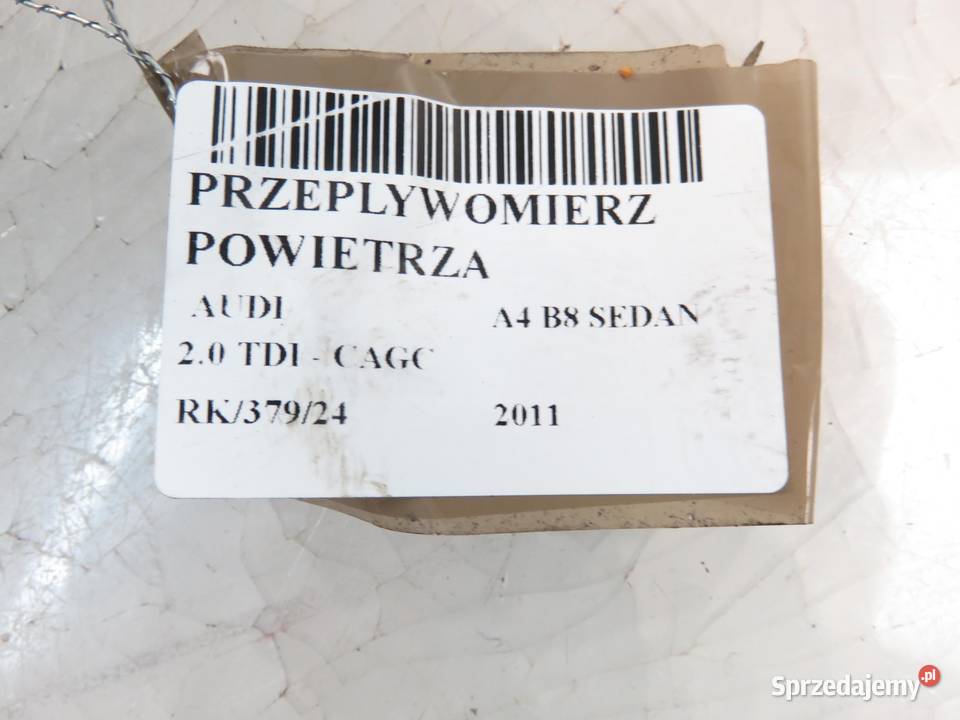 PRZEPLYWOMIERZ
POWIETRZA
AUDI A4 B8 SEDAN
2.0 TDI - CAGC
RK/379/24 2011
Sprzedajemy.pl